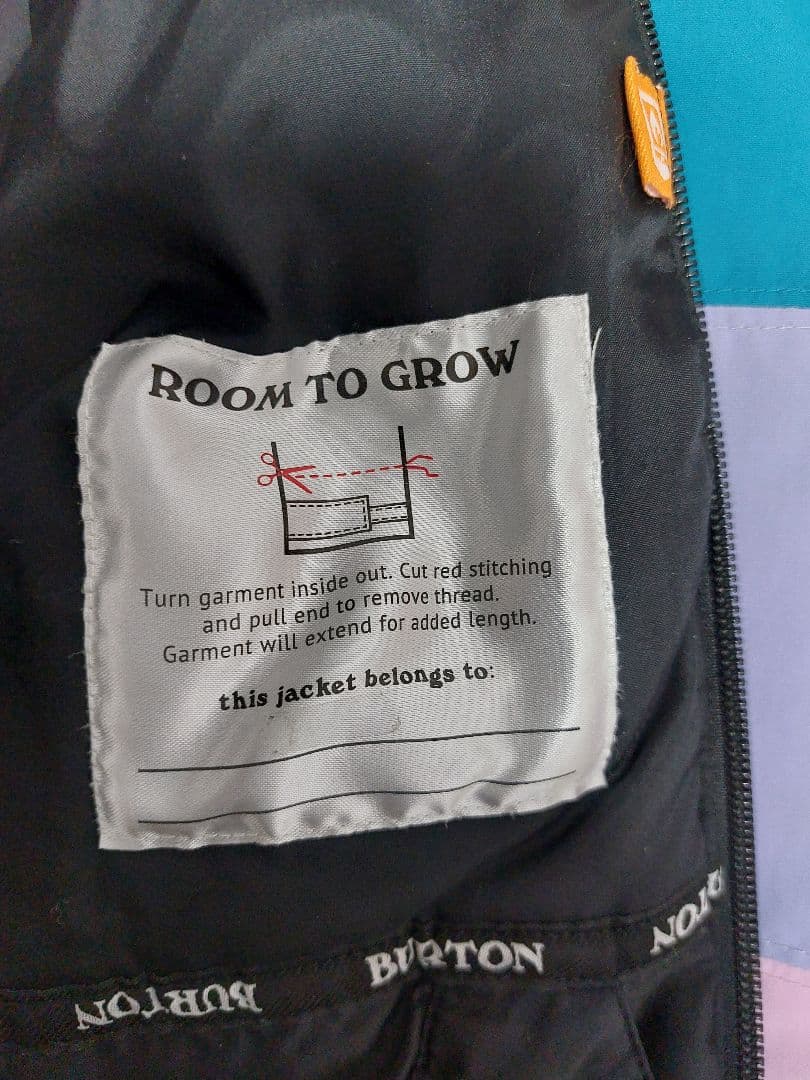 ROOM TO GROW
Turn garment inside out. Cut red stitching
and pull end to remove thread.
Garment will extend for added length.
this jacket belongs to:
BURTON
BURTON